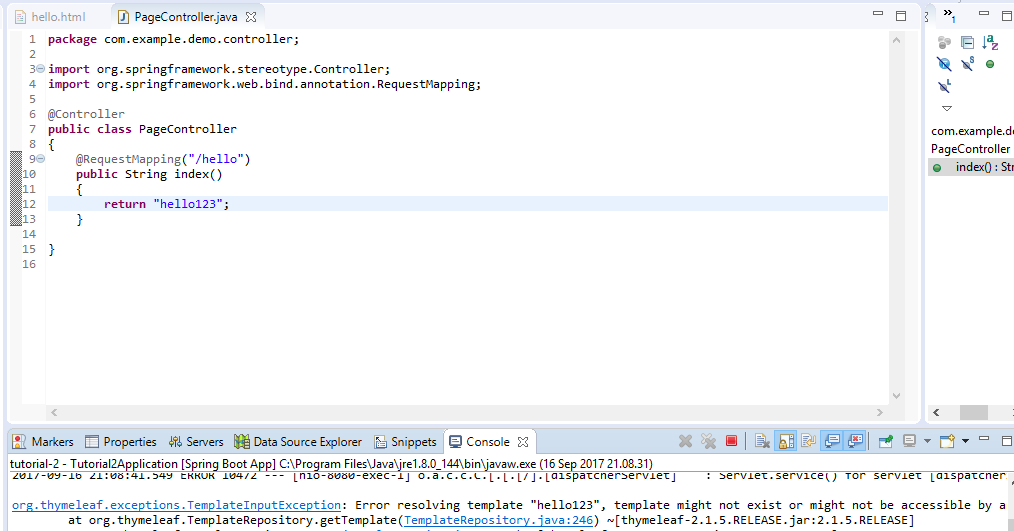 hello.html
PageController.java
1
1 package com.example.demo.controller;
2
3 import org.springframework.stereotype.Controller;
4 import org.springframework.web.bind.annotation.RequestMapping;
5
6 @Controller
7 public class PageController
8 {
9 @RequestMapping("/hello")
10 public String index()
11 {
12 return "hello123";
13 }
14
15 }
16
com.example.de
PageController
index() : Str
Markers Properties Servers Data Source Explorer Snippets Console
tutorial-2 - Tutorial2Application [Spring Boot App] C:\Program Files\Java\jre1.8.0_144\bin\javaw.exe (16 Sep 2017 21.08.31)
2017-09-16 21:08:41.549 ERROR 10472 --- [nio-8080-exec-1] o.a.c.c.C.[.[.[/].[dispatcherServlet] : Servlet.service() for servlet [dispatcher
org.thymeleaf.exceptions.TemplateInputException: Error resolving template "hello123", template might not exist or might not be accessible by a
at org.thymeleaf.TemplateRepository.getTemplate(TemplateRepository.java:246) ~[thymeleaf-2.1.5.RELEASE.jar:2.1.5.RELEASE]